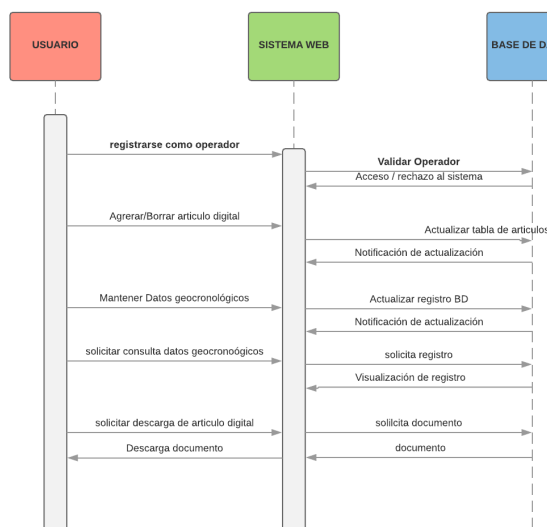 USUARIO
SISTEMA WEB
BASE DE D
registrarse como operador
Validar Operador
Acceso / rechazo al sistema
Agrerar/Borrar articulo digital
Actualizar tabla de articulos
Notificación de actualización
Mantener Datos geocronológicos
Actualizar registro BD
Notificación de actualización
solicitar consulta datos geocronoógicos
solicita registro
Visualización de registro
solicitar descarga de articulo digital
solilcita documento
Descarga documento
documento